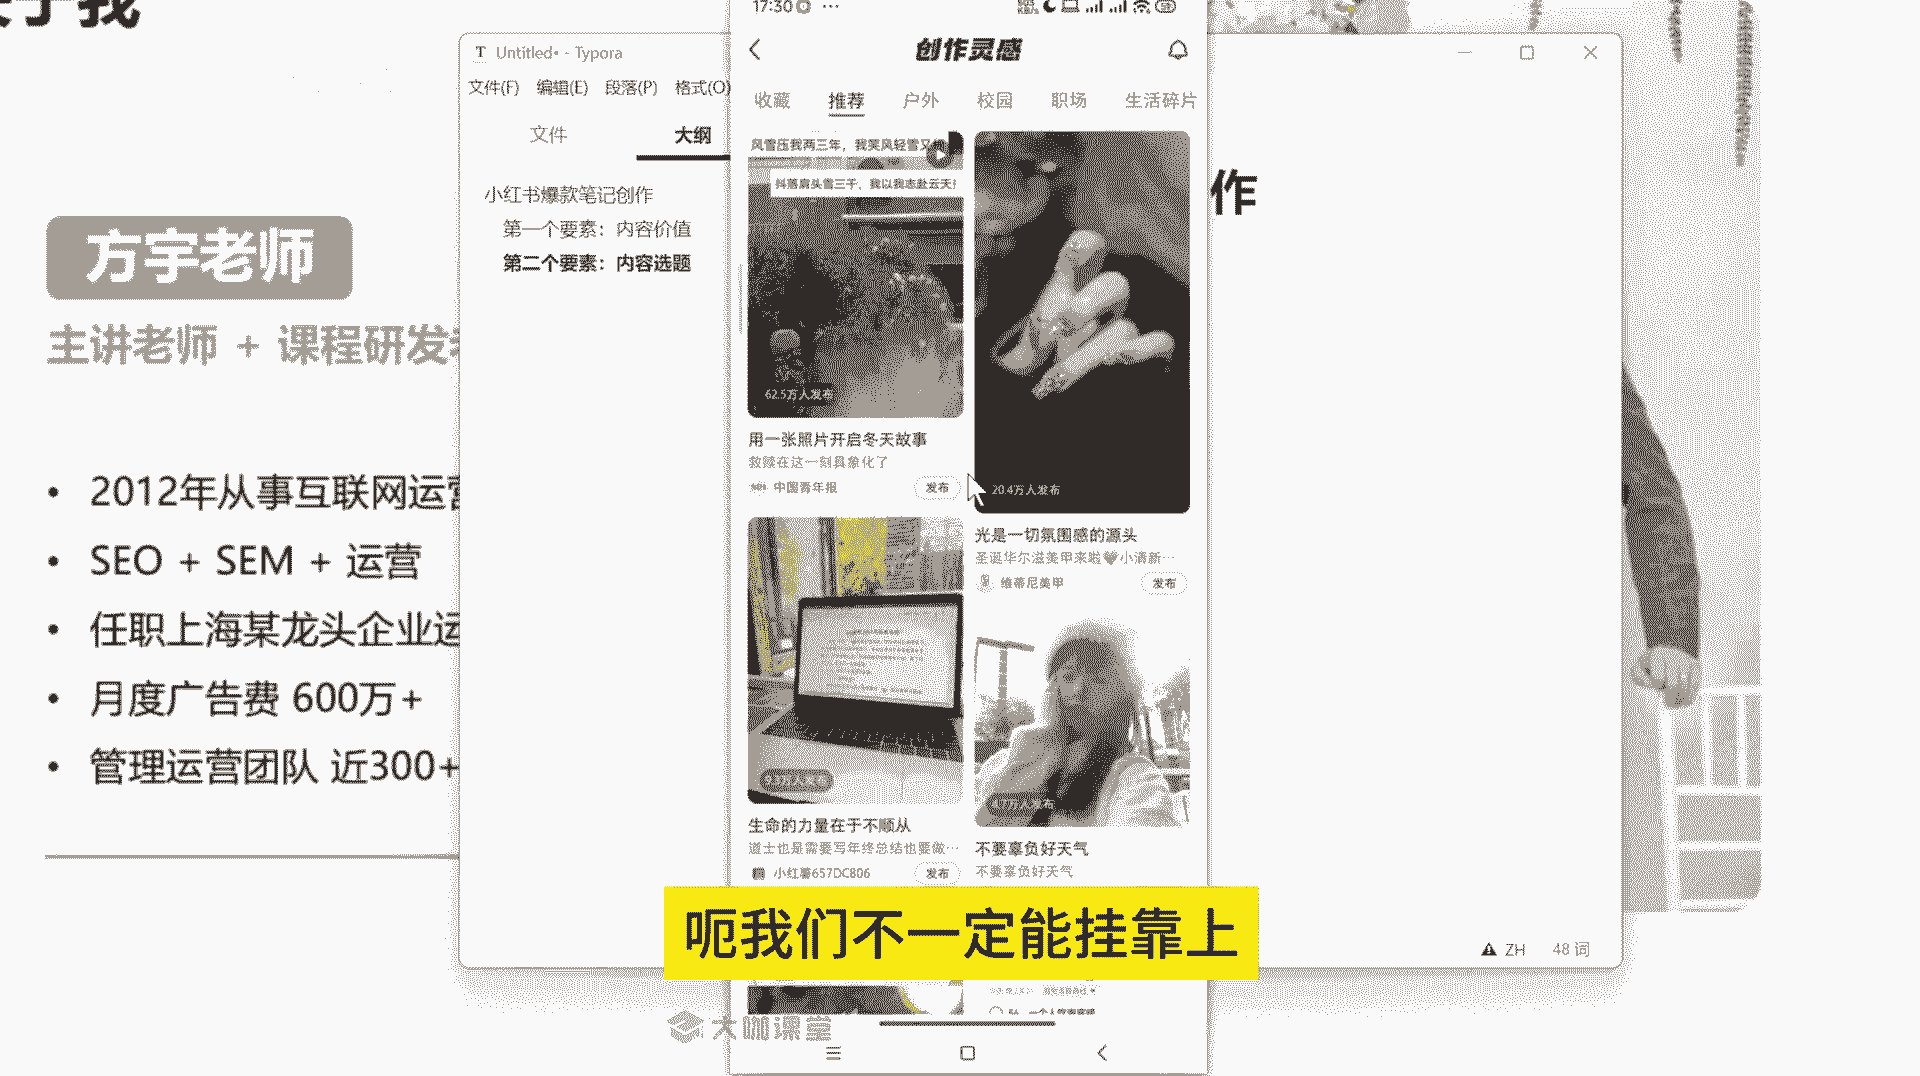 关于我
方宇老师
主讲老师 + 课程研发
2012年从事互联网运营
SEO + SEM + 运营
任职上海某龙头企业运
月度广告费 600万+
管理运营团队 近300+
Untitled• - Typora
文件(F) 编辑(E) 段落(P) 格式(O)
文件 大纲
小红书爆款笔记创作
第一个要素：内容价值
第二个要素：内容选题
作
17:30
创作灵感
收藏 推荐 户外 校园 职场 生活碎片
风雪压我两三年，我笑风轻雪又
抖落肩头雪三千，我以我志赴云天
62.5万人发布
用一张照片开启冬天故事
救赎在这一刻具象化了
中国青年报 发布
20.4万人发布
光是一切氛围感的源头
圣诞华尔滋美甲来啦🖤小清新…
维蒂尼美甲 发布
生命的力量在于不顺从
道士也是需要写年终总结也要做…
小红薯657DC806 发布
4.7万人发布
不要辜负好天气
不要辜负好天气
呃我们不一定能挂靠上
ZH 48 词
大咖课堂